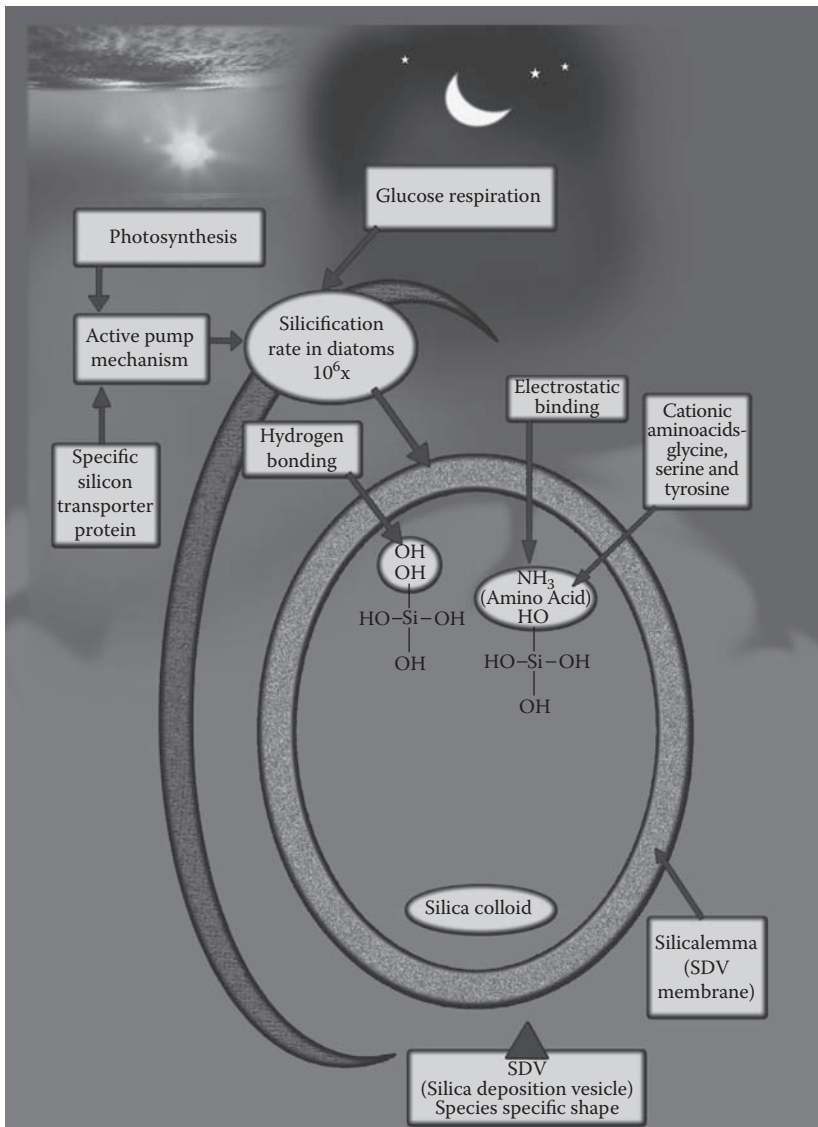 Glucose respiration
Photosynthesis
Silicification
rate in diatoms
10⁶x
Active pump
mechanism
Electrostatic
binding
Cationic
aminoacids-
glycine,
serine and
tyrosine
Hydrogen
bonding
Specific
silicon
transporter
protein
OH
OH
HO–Si–OH
OH
NH₃
(Amino Acid)
HO
HO–Si–OH
OH
Silica colloid
Silicalemma
(SDV
membrane)
SDV
(Silica deposition vesicle)
Species specific shape